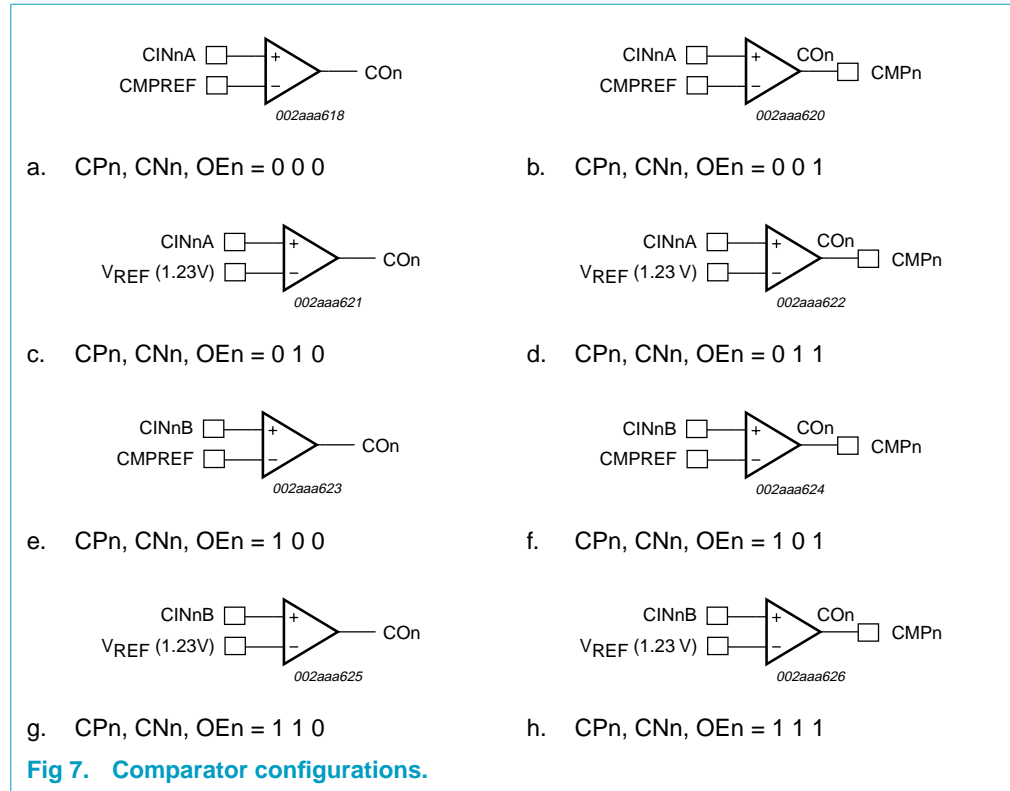 CINnA + COn
CMPREF −
002aaa618
a. CPn, CNn, OEn = 0 0 0
CINnA + COn CMPn
CMPREF −
002aaa620
b. CPn, CNn, OEn = 0 0 1
CINnA + COn
VREF (1.23V) −
002aaa621
c. CPn, CNn, OEn = 0 1 0
CINnA + COn CMPn
VREF (1.23 V) −
002aaa622
d. CPn, CNn, OEn = 0 1 1
CINnB + COn
CMPREF −
002aaa623
e. CPn, CNn, OEn = 1 0 0
CINnB + COn CMPn
CMPREF −
002aaa624
f. CPn, CNn, OEn = 1 0 1
CINnB + COn
VREF (1.23V) −
002aaa625
g. CPn, CNn, OEn = 1 1 0
CINnB + COn CMPn
VREF (1.23 V) −
002aaa626
h. CPn, CNn, OEn = 1 1 1
Fig 7. Comparator configurations.